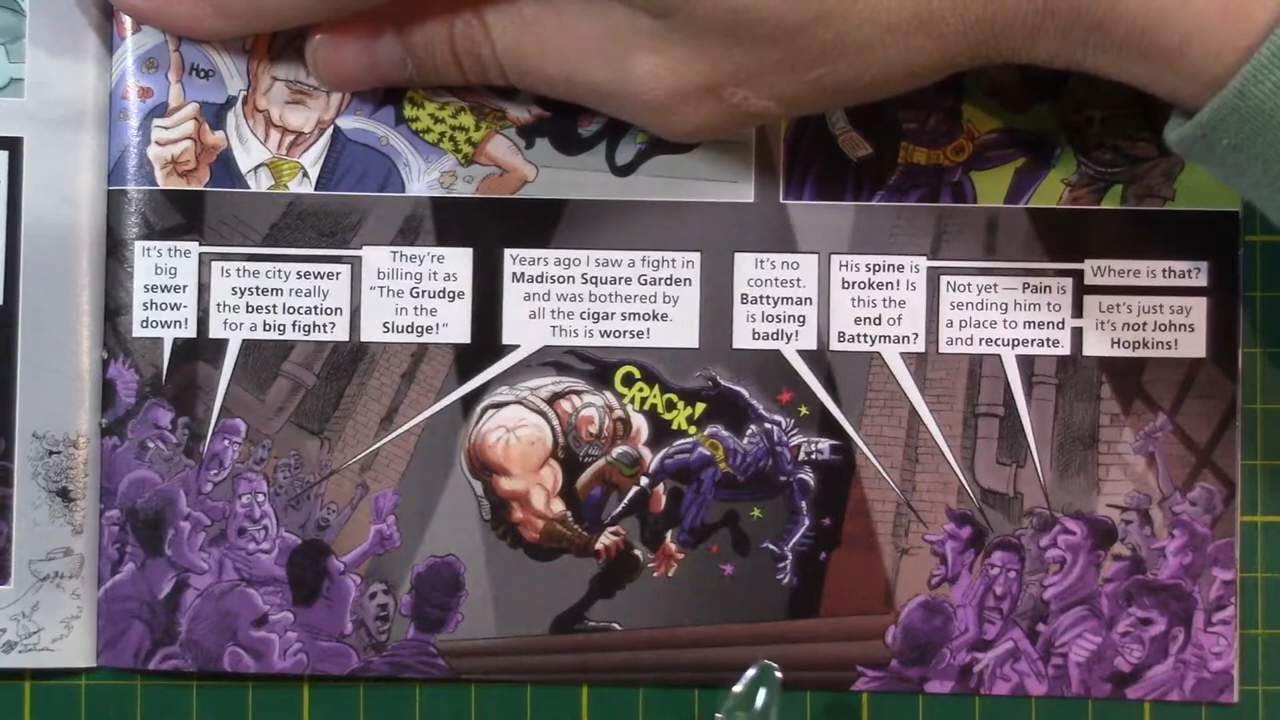 HOP
It's the
big
sewer
show-
down!
Is the city sewer
system really
the best location
for a big fight?
They're
billing it as
“The Grudge
in the
Sludge!”
Years ago I saw a fight in
Madison Square Garden
and was bothered by
all the cigar smoke.
This is worse!
It's no
contest.
Battyman
is losing
badly!
His spine is
broken! Is
this the
end of
Battyman?
Not yet — Pain is
sending him to
a place to mend
and recuperate.
Where is that?
Let's just say
it's not Johns
Hopkins!
CRACK!